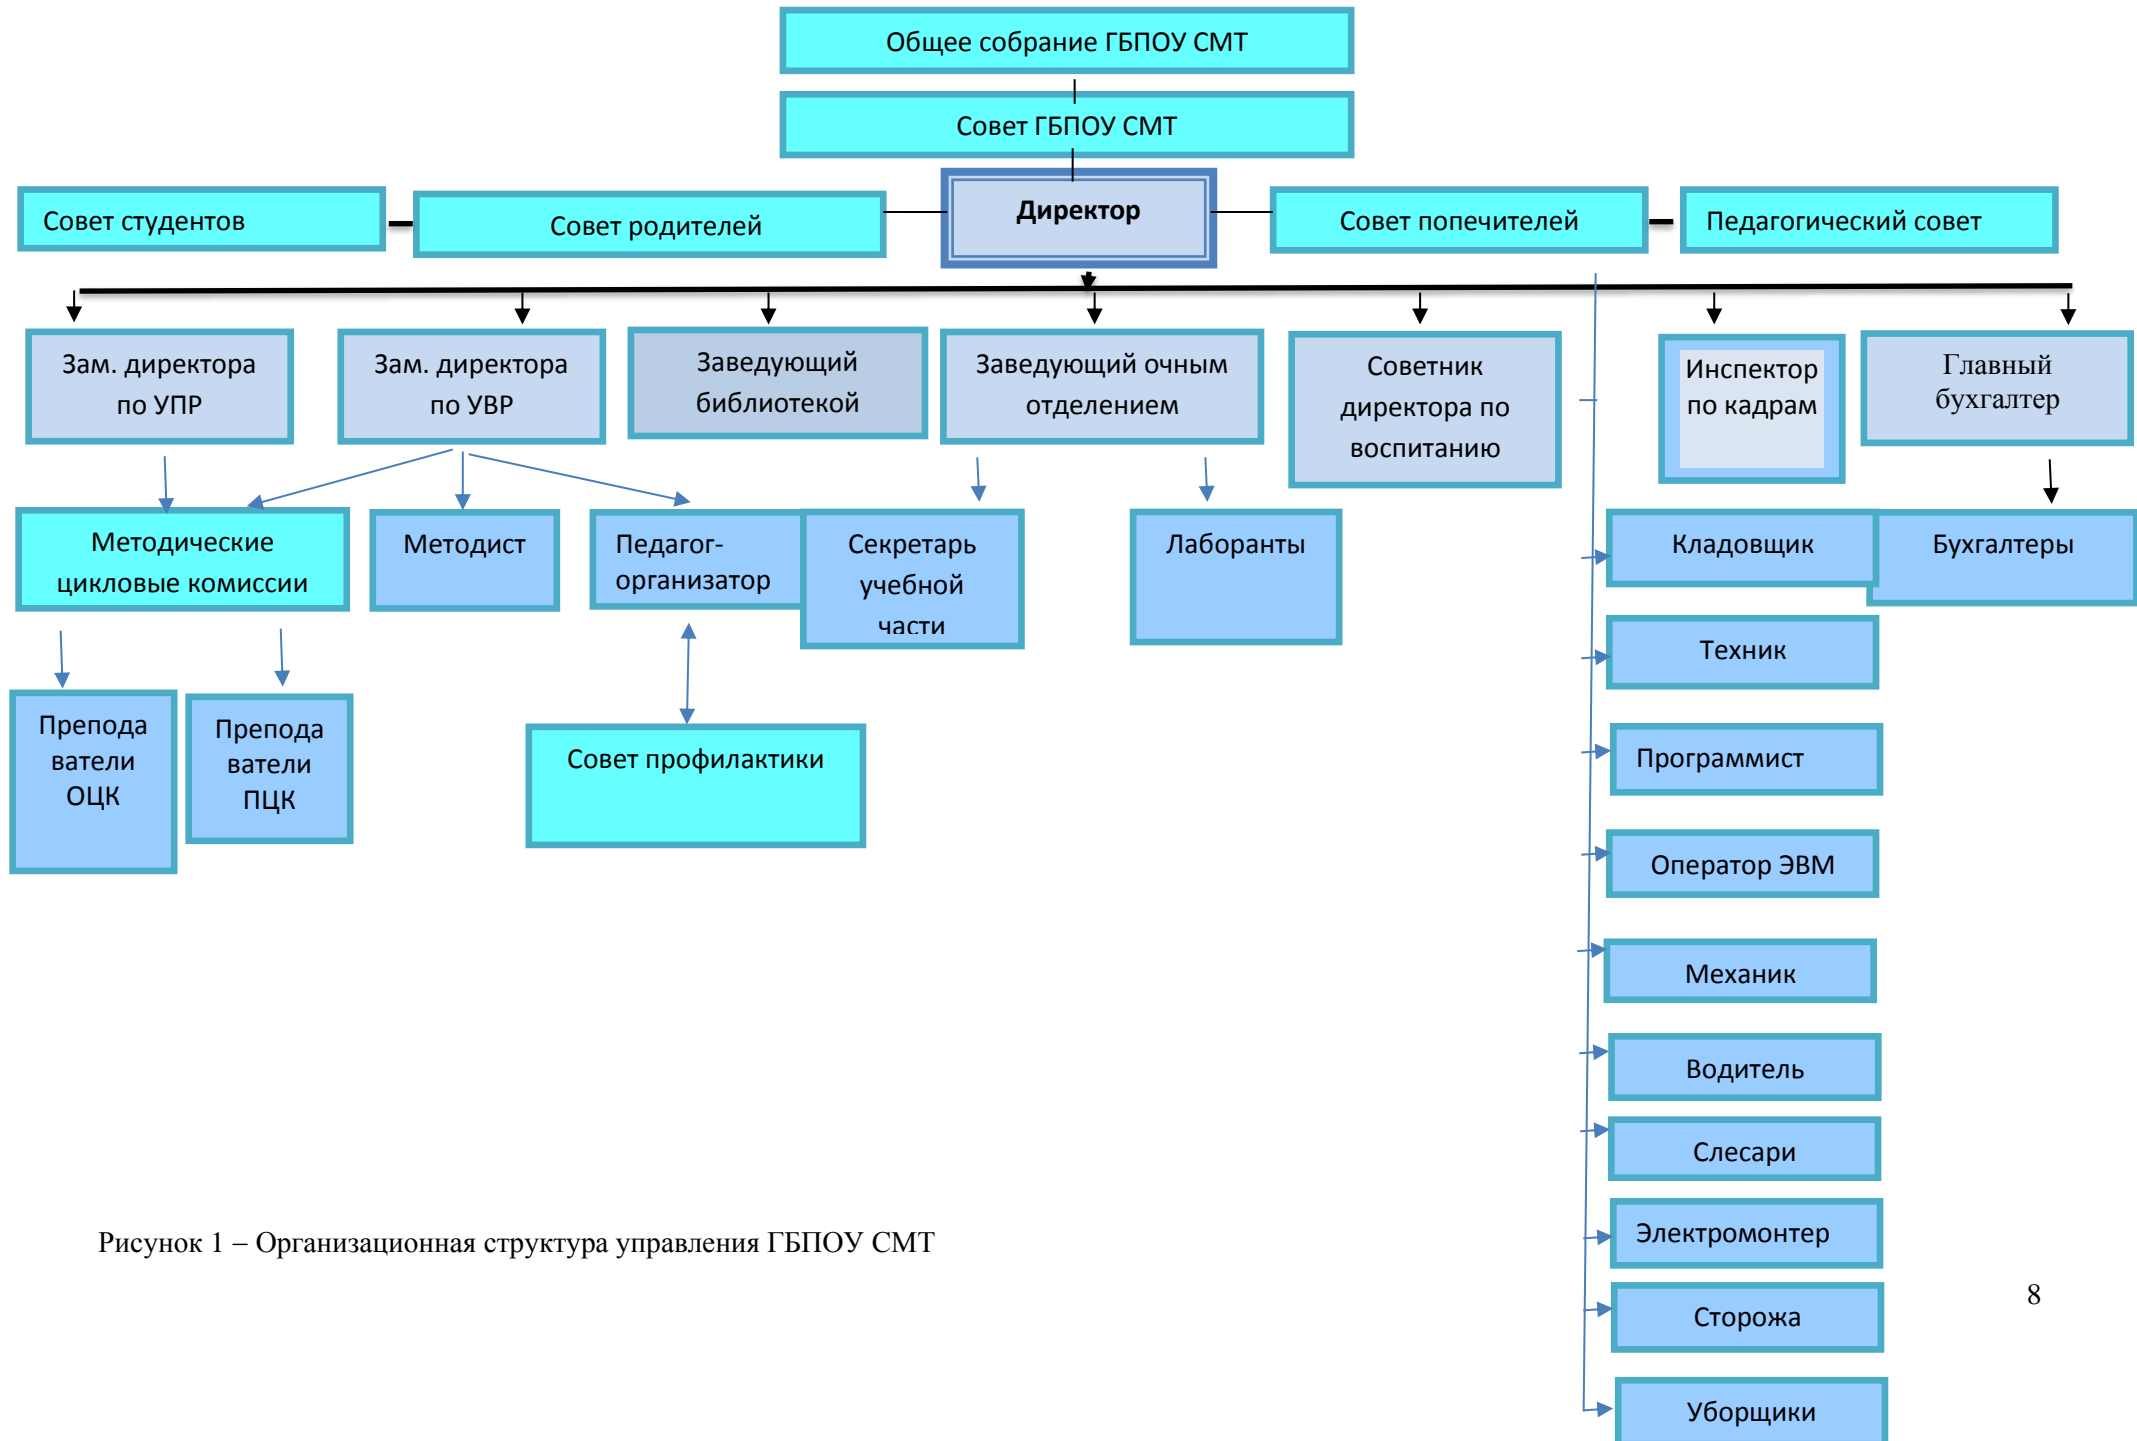 Общее собрание ГБПОУ СМТ
Совет ГБПОУ СМТ
Совет студентов
Совет родителей
Директор
Совет попечителей
Педагогический совет
Зам. директора
по УПР
Зам. директора
по УВР
Заведующий
библиотекой
Заведующий очным
отделением
Советник
директора по
воспитанию
Инспектор
по кадрам
Главный
бухгалтер
Методические
цикловые комиссии
Методист
Педагог-
организатор
Секретарь
учебной
части
Лаборанты
Кладовщик
Бухгалтеры
Техник
Препода
ватели
ОЦК
Препода
ватели
ПЦК
Совет профилактики
Программист
Оператор ЭВМ
Механик
Водитель
Слесари
Электромонтер
Сторожа
Уборщики
Рисунок 1 – Организационная структура управления ГБПОУ СМТ
8